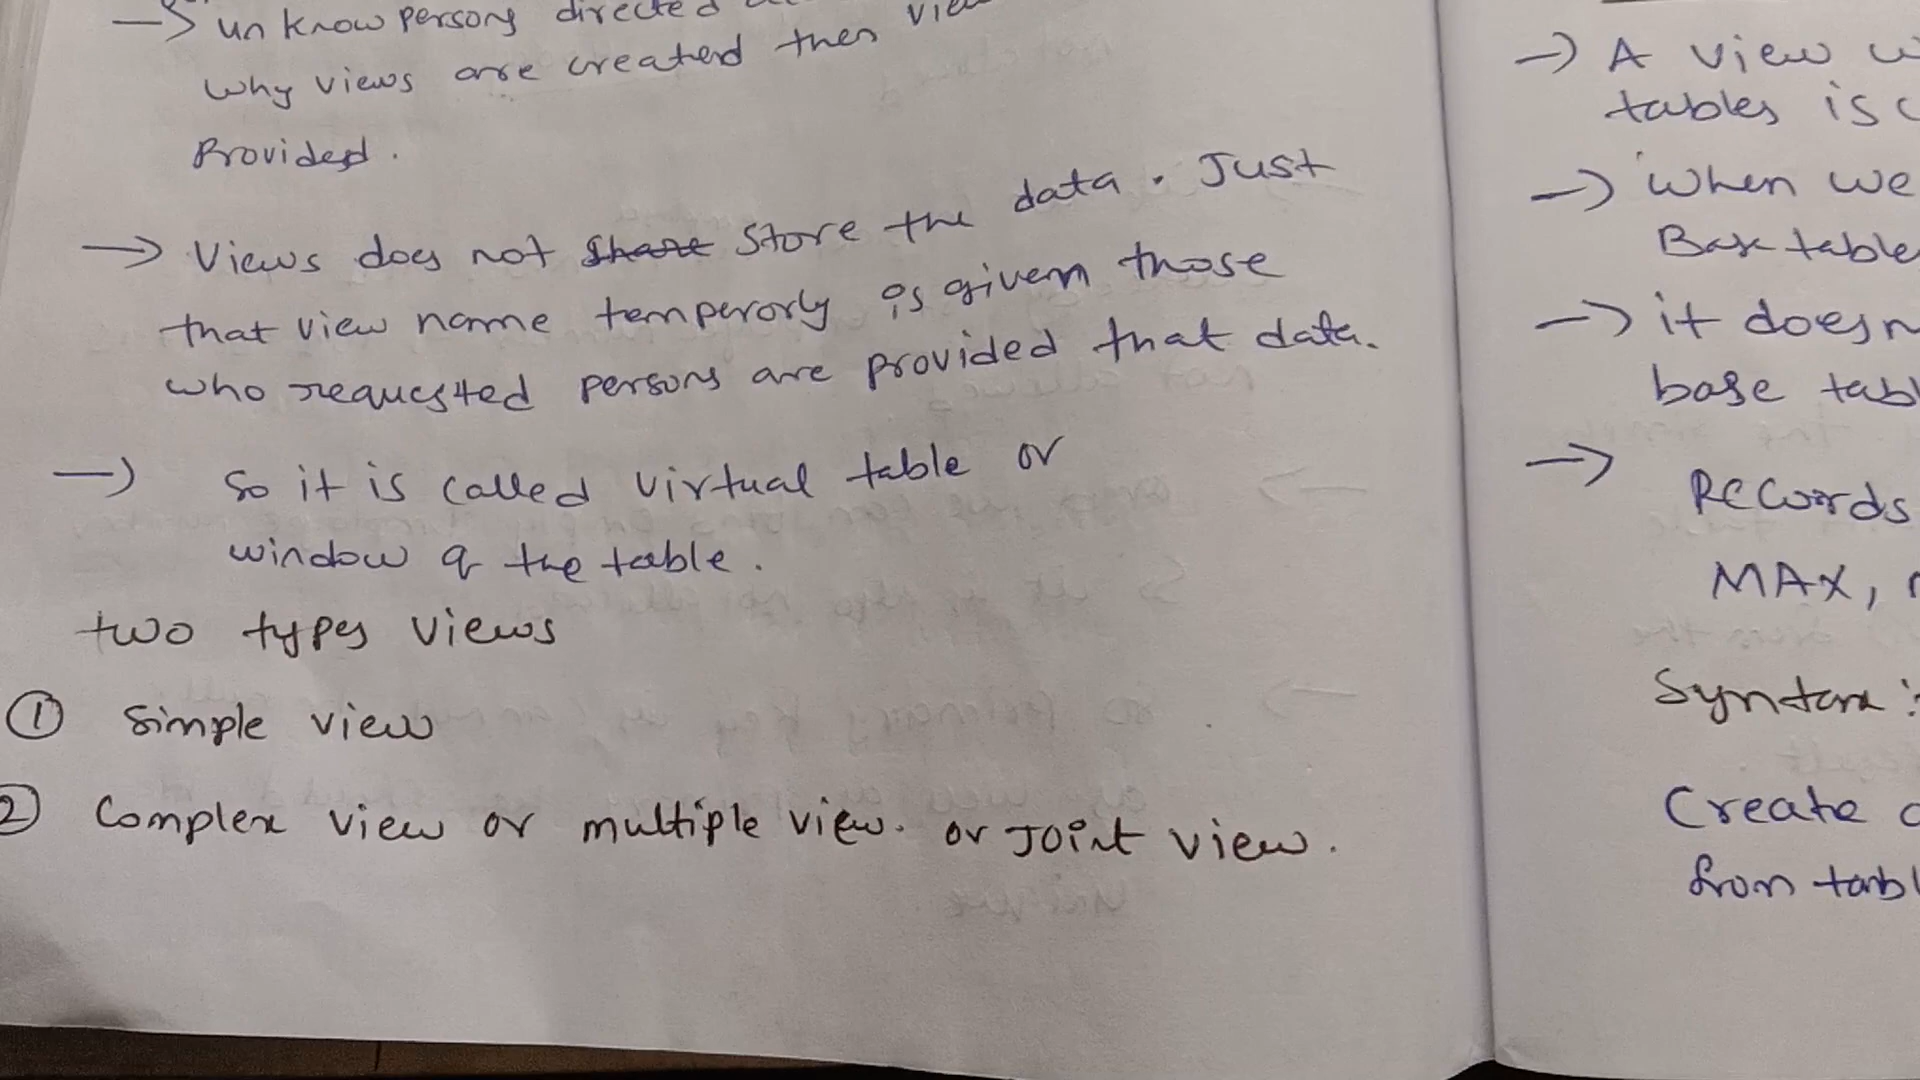 → un know persons directed
why views are created then
Provided.
→ Views does not share store the data. Just
that view name temperorly is given those
who requested persons are provided that data.
→ So it is called virtual table or
window of the table.
two types views
① Simple view
② Complex view or multiple view. or Joint view.
→ A view
tables is
→ when we
Base table
→ it does
base
→ Records
MAX,
Syntax:
Create
from